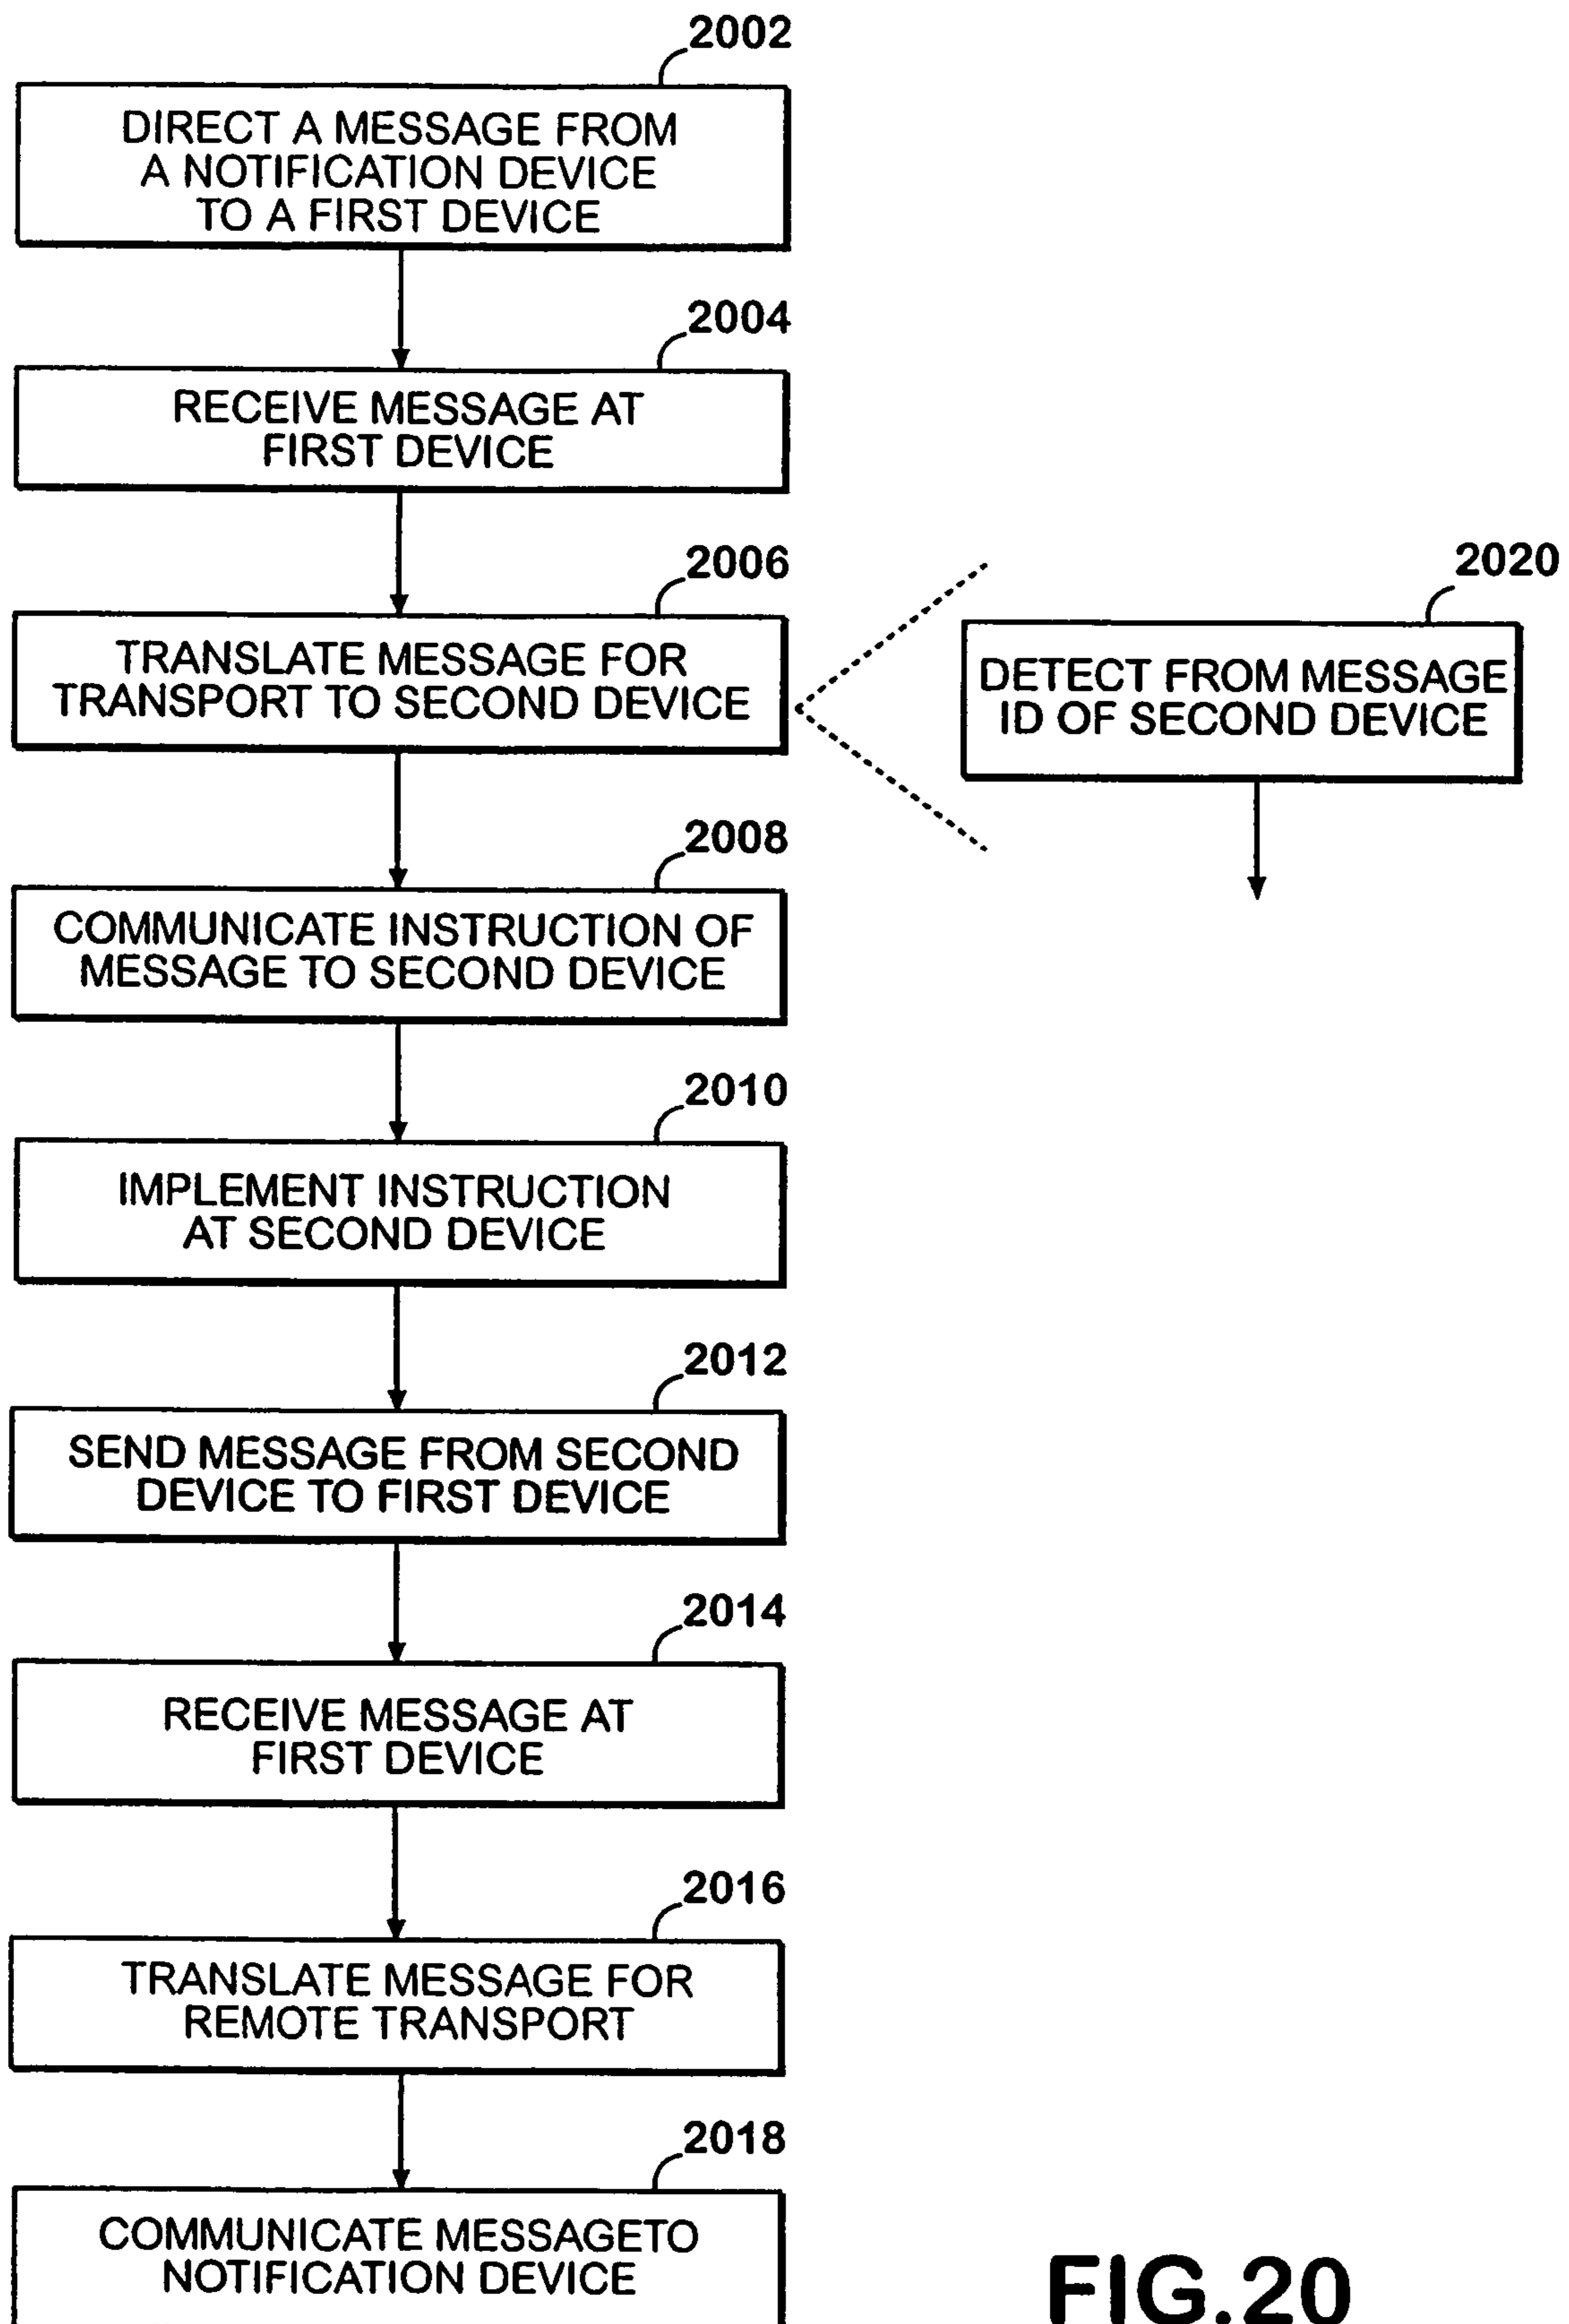 2002
DIRECT A MESSAGE FROM
A NOTIFICATION DEVICE
TO A FIRST DEVICE
2004
RECEIVE MESSAGE AT
FIRST DEVICE
2006
TRANSLATE MESSAGE FOR
TRANSPORT TO SECOND DEVICE
2020
DETECT FROM MESSAGE
ID OF SECOND DEVICE
2008
COMMUNICATE INSTRUCTION OF
MESSAGE TO SECOND DEVICE
2010
IMPLEMENT INSTRUCTION
AT SECOND DEVICE
2012
SEND MESSAGE FROM SECOND
DEVICE TO FIRST DEVICE
2014
RECEIVE MESSAGE AT
FIRST DEVICE
2016
TRANSLATE MESSAGE FOR
REMOTE TRANSPORT
2018
COMMUNICATE MESSAGETO
NOTIFICATION DEVICE
FIG.20